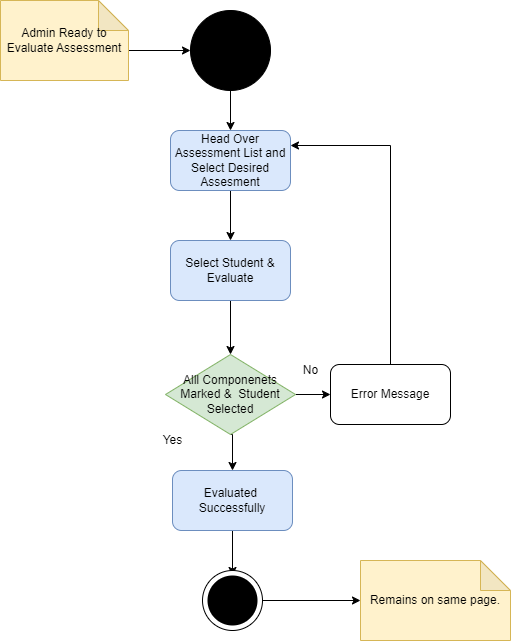 Admin Ready to
Evaluate Assessment
Head Over
Assessment List and
Select Desired
Assesment
Select Student &
Evaluate
Alll Componenets
Marked & Student
Selected
No
Error Message
Yes
Evaluated
Successfully
Remains on same page.